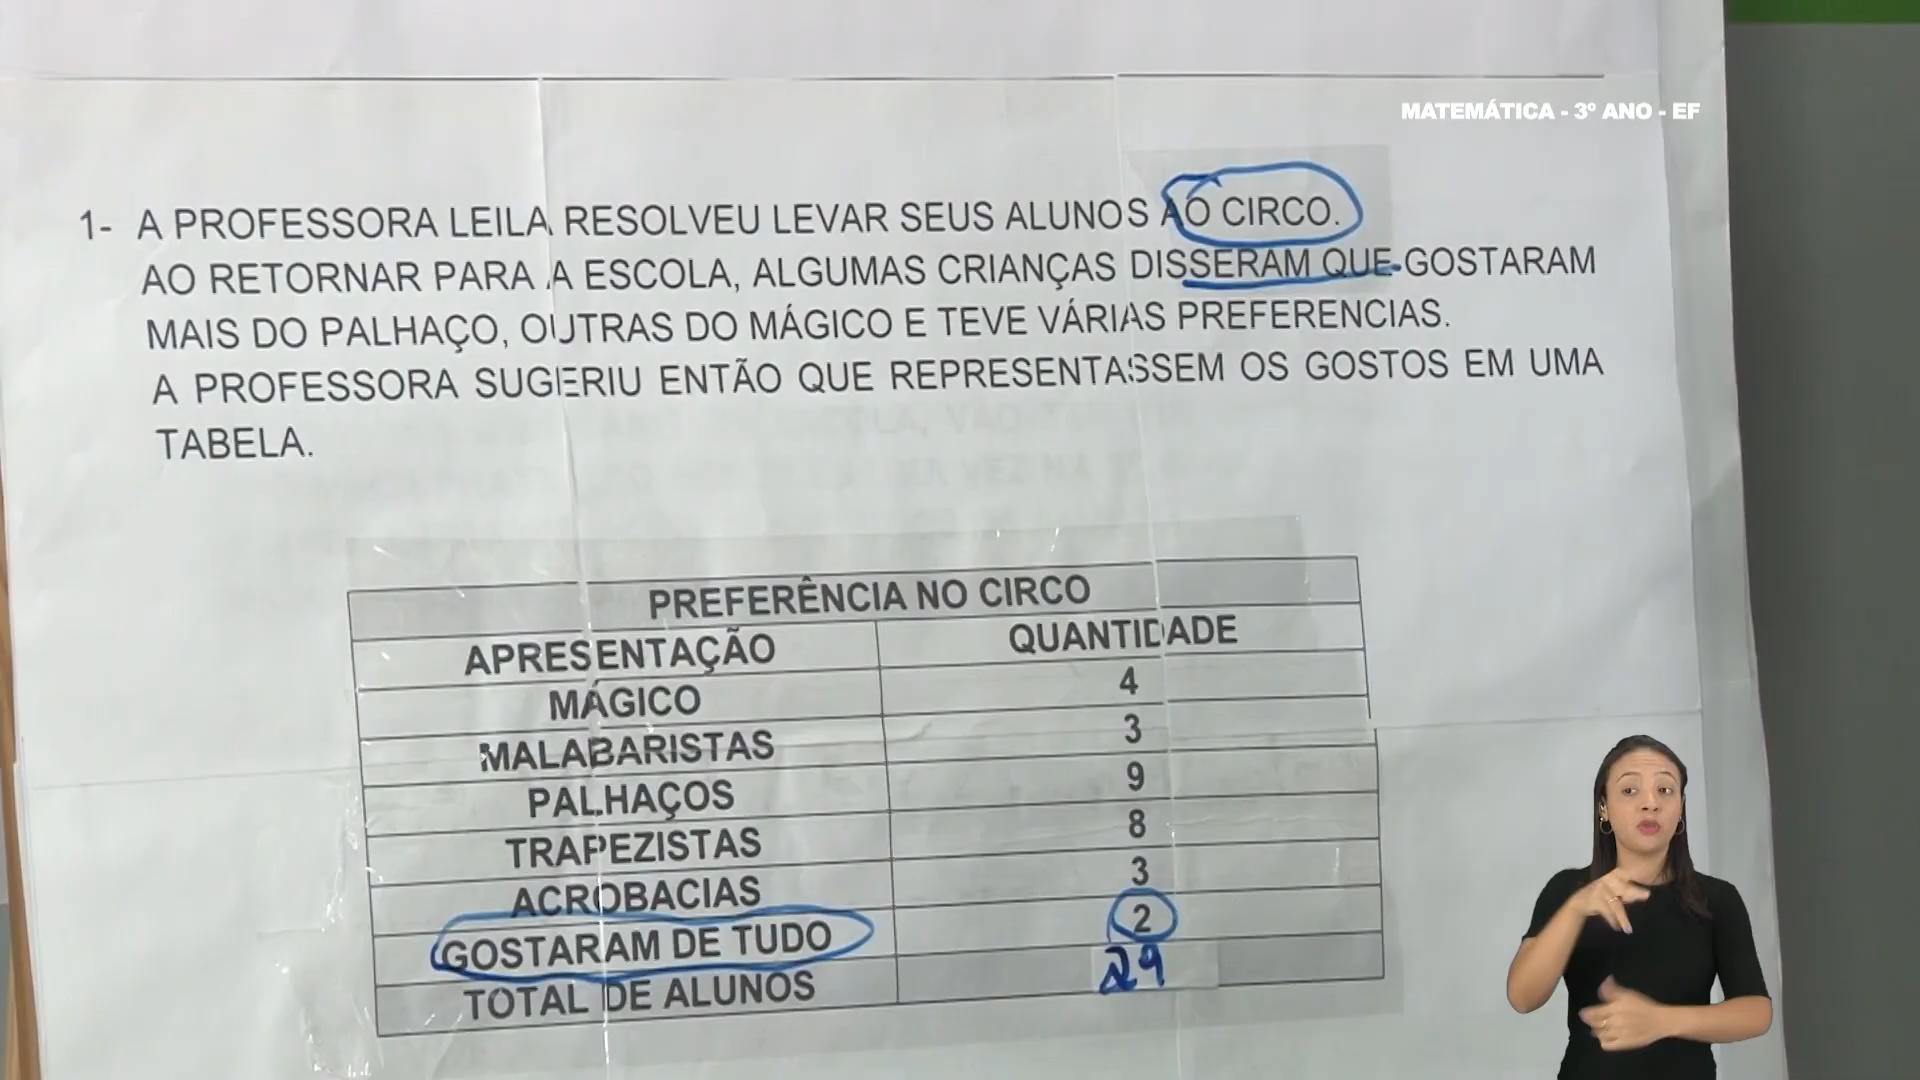 MATEMÁTICA - 3º ANO - EF
1- A PROFESSORA LEILA RESOLVEU LEVAR SEUS ALUNOS AO CIRCO.
AO RETORNAR PARA A ESCOLA, ALGUMAS CRIANÇAS DISSERAM QUE GOSTARAM
MAIS DO PALHAÇO, OUTRAS DO MÁGICO E TEVE VÁRIAS PREFERENCIAS.
A PROFESSORA SUGERIU ENTÃO QUE REPRESENTASSEM OS GOSTOS EM UMA
TABELA.
PREFERÊNCIA NO CIRCO
APRESENTAÇÃO QUANTIDADE
MÁGICO 4
MALABARISTAS 3
PALHAÇOS 9
TRAPEZISTAS 8
ACROBACIAS 3
GOSTARAM DE TUDO 2
TOTAL DE ALUNOS 29